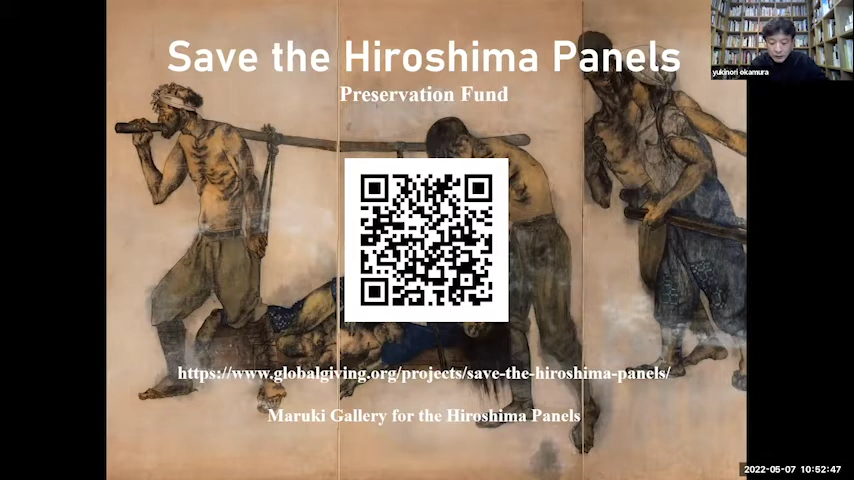 Save the Hiroshima Panels
Preservation Fund
yukinori okamura
https://www.globalgiving.org/projects/save-the-hiroshima-panels/
Maruki Gallery for the Hiroshima Panels
2022-05-07 10:52:47